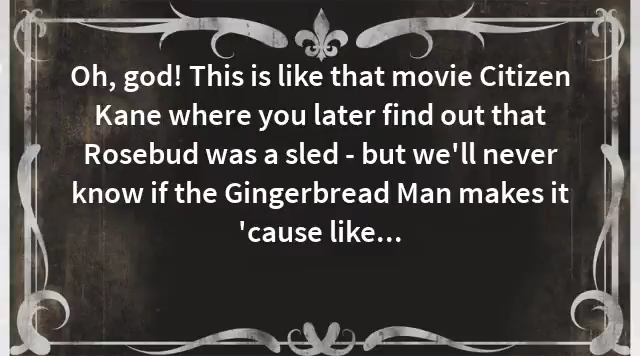 Oh, god! This is like that movie Citizen
Kane where you later find out that
Rosebud was a sled - but we'll never
know if the Gingerbread Man makes it
'cause like...